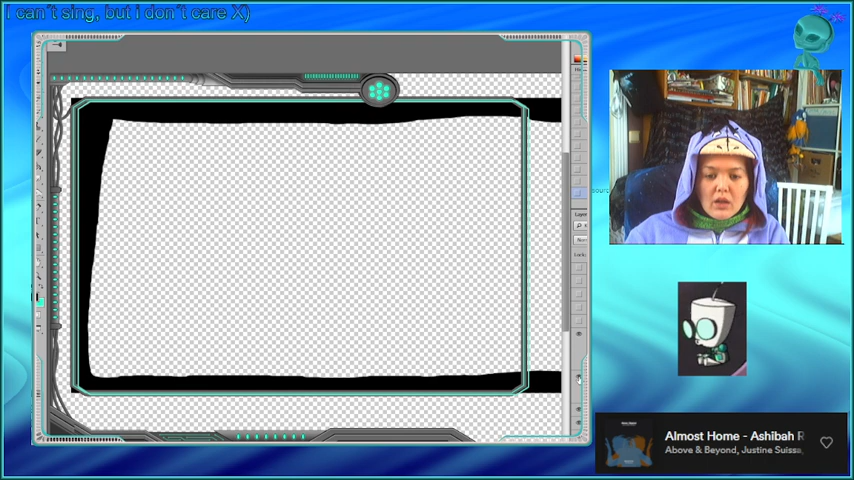 i can´t sing, but i don´t care X)
Almost Home - Ashibah R
Above & Beyond, Justine Suissa,